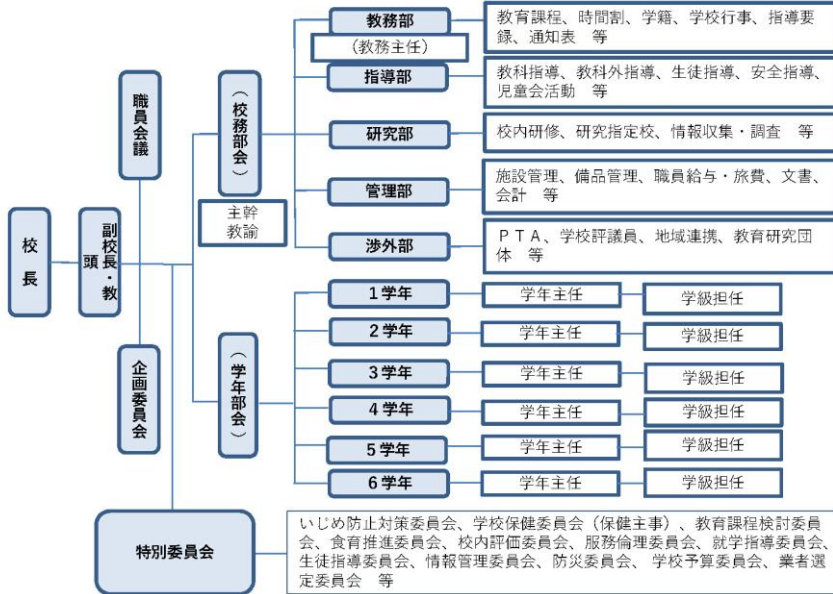 教務部
教育課程、時間割、学籍、学校行事、指導要
録、通知表　等
（教務主任）
指導部
教科指導、教科外指導、生徒指導、安全指導、
児童会活動　等
研究部
校内研修、研究指定校、情報収集・調査　等
管理部
施設管理、備品管理、職員給与・旅費、文書、
会計　等
渉外部
ＰＴＡ、学校評議員、地域連携、教育研究団
体　等
職員会議
（校務部会）
主幹
教諭
校長
副校長・教
頭
企画委員会
（学年部会）
1学年
学年主任
学級担任
2学年
学年主任
学級担任
3学年
学年主任
学級担任
4学年
学年主任
学級担任
5学年
学年主任
学級担任
6学年
学年主任
学級担任
特別委員会
いじめ防止対策委員会、学校保健委員会（保健主事）、教育課程検討委員
会、食育推進委員会、校内評価委員会、服務倫理委員会、就学指導委員会、
生徒指導委員会、情報管理委員会、防災委員会、 学校予算委員会、業者選
定委員会　等